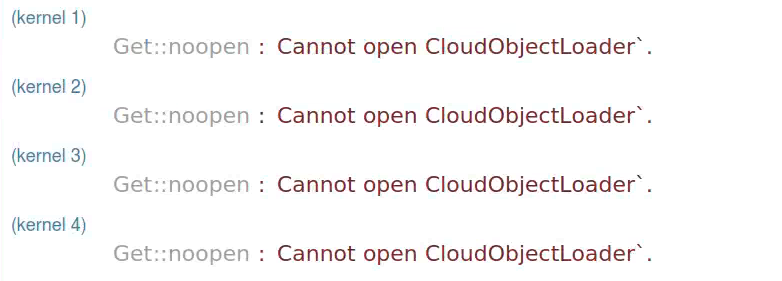 (kernel 1)
Get::noopen : Cannot open CloudObjectLoader`.
(kernel 2)
Get::noopen : Cannot open CloudObjectLoader`.
(kernel 3)
Get::noopen : Cannot open CloudObjectLoader`.
(kernel 4)
Get::noopen : Cannot open CloudObjectLoader`.